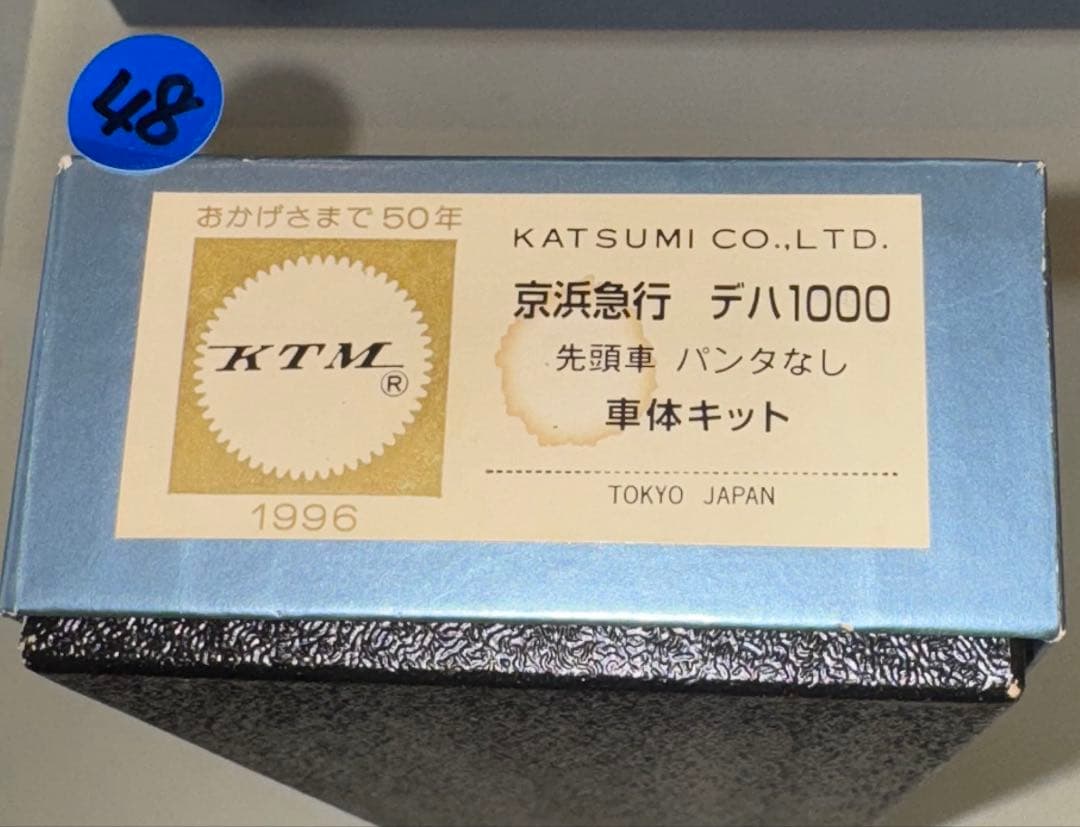 48
おかげさまで50年
KTM
®
1996
KATSUMI CO.,LTD.
京浜急行 デハ1000
先頭車 パンタなし
車体キット
TOKYO JAPAN